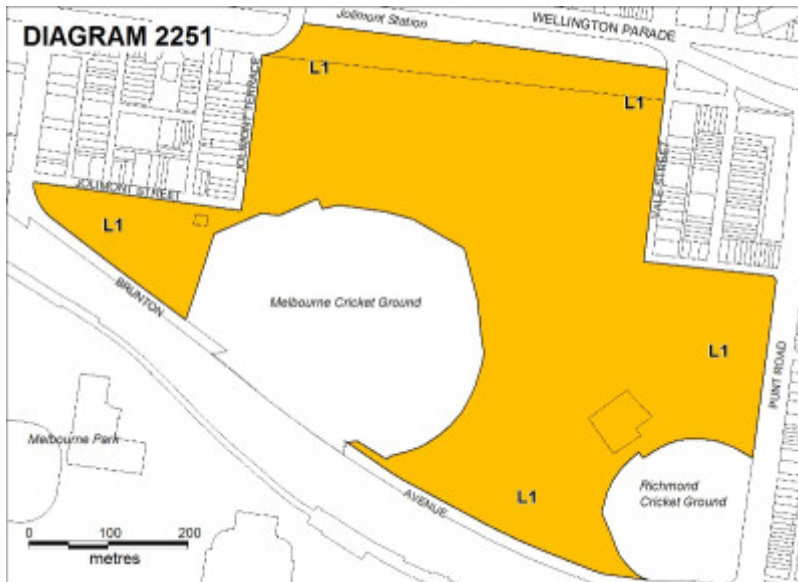 DIAGRAM 2251
Jolimont Station
WELLINGTON PARADE
L1
L1
JOLIMONT TERRACE
VALE STREET
JOLIMONT STREET
L1
BRUNTON
Melbourne Cricket Ground
L1
PUNT ROAD
Melbourne Park
Richmond
Cricket Ground
L1
AVENUE
0 100 200
metres